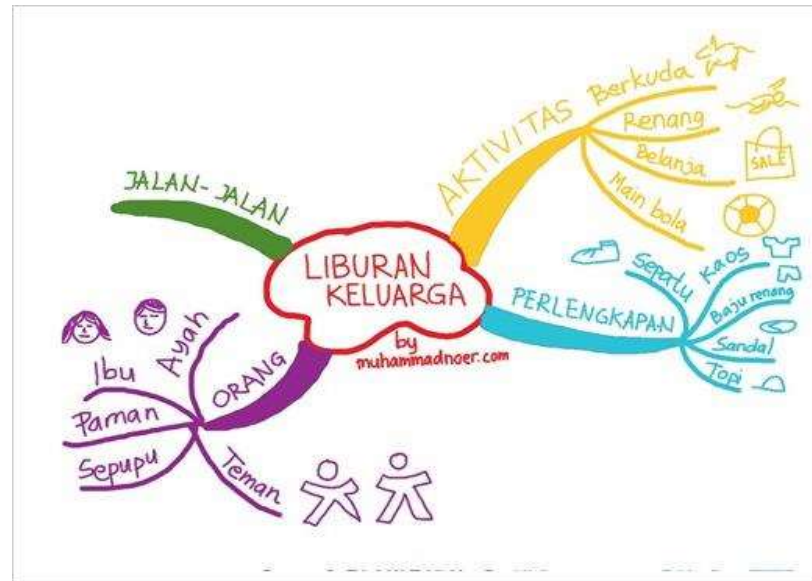 LIBURAN
KELUARGA
by
muhammadnoer.com
AKTIVITAS
Berkuda
Renang
Belanja
SALE
Main bola
PERLENGKAPAN
Sepatu
Kaos
Baju renang
Sandal
Topi
ORANG
Ayah
Ibu
Paman
Sepupu
Teman
JALAN-JALAN